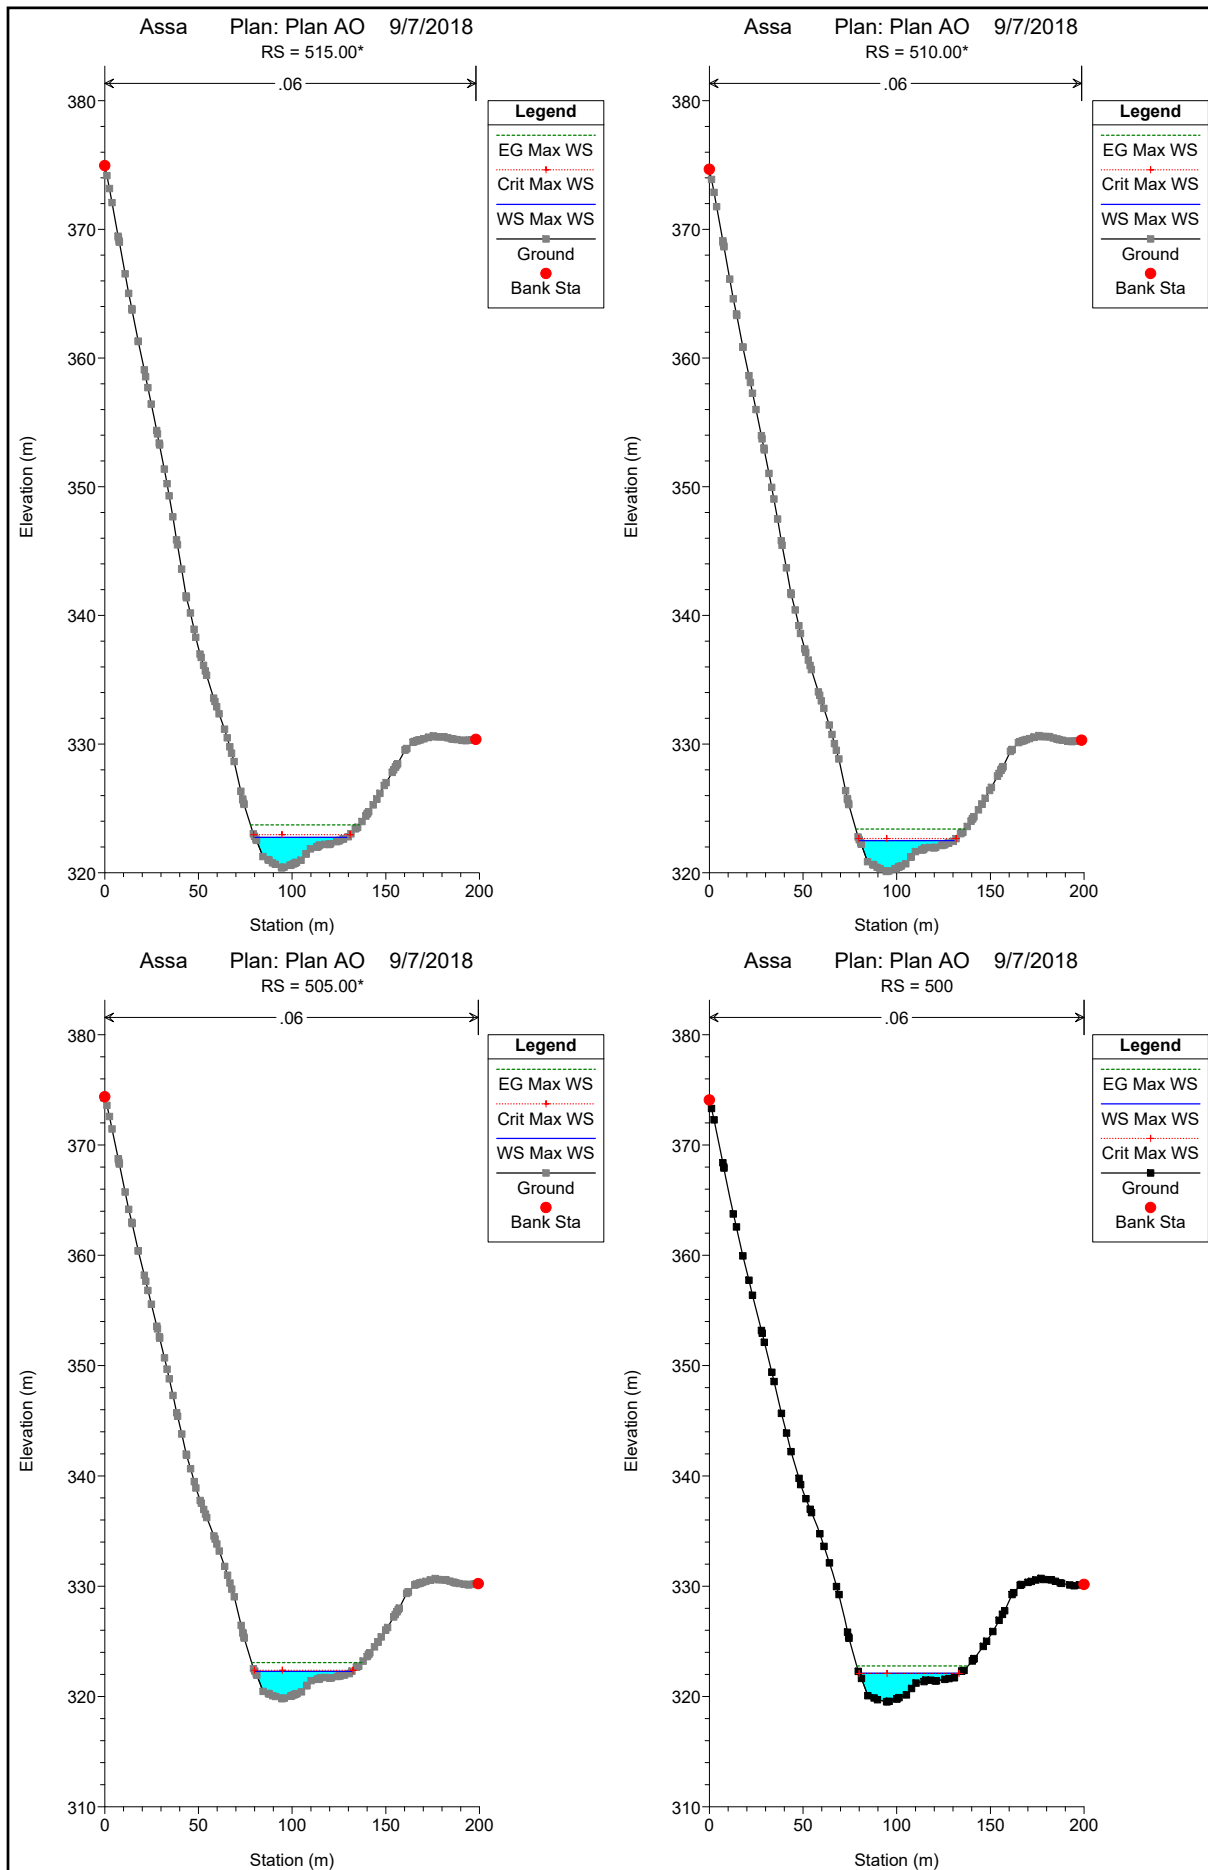 Assa Plan: Plan AO 9/7/2018
RS = 515.00*
.06
Legend
EG Max WS
Crit Max WS
WS Max WS
Ground
Bank Sta
380
370
360
350
340
330
320
0 50 100 150 200
Elevation (m)
Station (m)
Assa Plan: Plan AO 9/7/2018
RS = 510.00*
.06
Legend
EG Max WS
Crit Max WS
WS Max WS
Ground
Bank Sta
380
370
360
350
340
330
320
0 50 100 150 200
Elevation (m)
Station (m)
Assa Plan: Plan AO 9/7/2018
RS = 505.00*
.06
Legend
EG Max WS
Crit Max WS
WS Max WS
Ground
Bank Sta
380
370
360
350
340
330
320
310
0 50 100 150 200
Elevation (m)
Station (m)
Assa Plan: Plan AO 9/7/2018
RS = 500
.06
Legend
EG Max WS
WS Max WS
Crit Max WS
Ground
Bank Sta
380
370
360
350
340
330
320
310
0 50 100 150 200
Elevation (m)
Station (m)